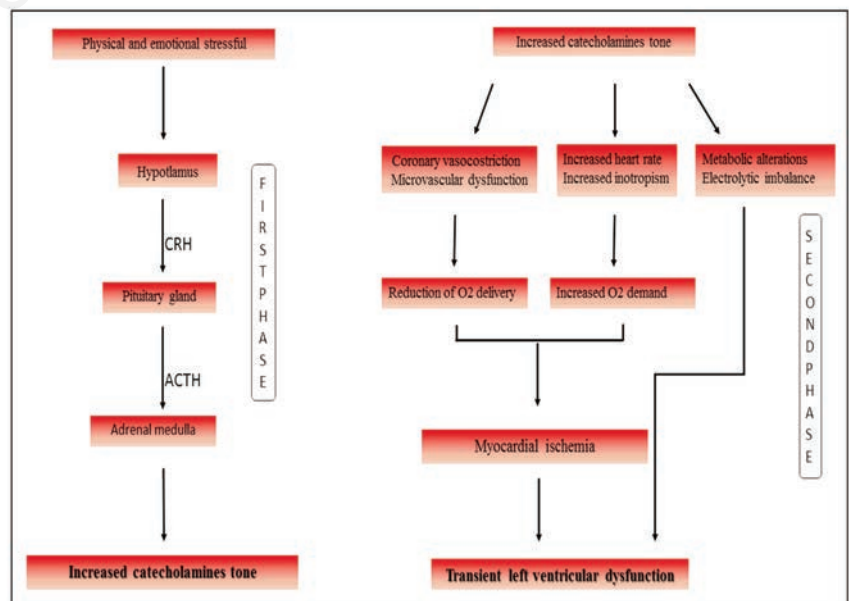 Physical and emotional stressful
Hypotlamus
CRH
Pituitary gland
ACTH
Adrenal medulla
Increased catecholamines tone
FIRSTPHASE
Increased catecholamines tone
Coronary vasocostriction
Microvascular dysfunction
Increased heart rate
Increased inotropism
Metabolic alterations
Electrolytic imbalance
Reduction of O2 delivery
Increased O2 demand
Myocardial ischemia
Transient left ventricular dysfunction
SECONDPHASE